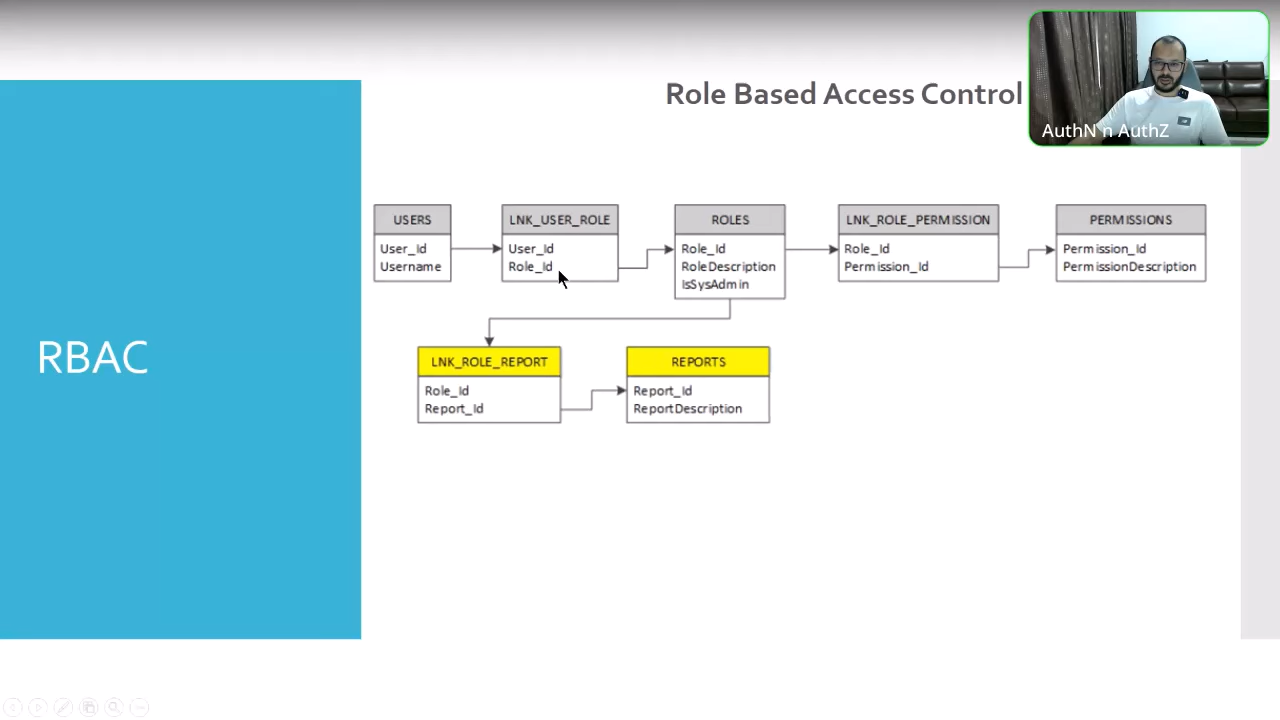 Role Based Access Control
AuthN n AuthZ
RBAC
USERS
User_Id
Username
LNK_USER_ROLE
User_Id
Role_Id
ROLES
Role_Id
RoleDescription
IsSysAdmin
LNK_ROLE_PERMISSION
Role_Id
Permission_Id
PERMISSIONS
Permission_Id
PermissionDescription
LNK_ROLE_REPORT
Role_Id
Report_Id
REPORTS
Report_Id
ReportDescription